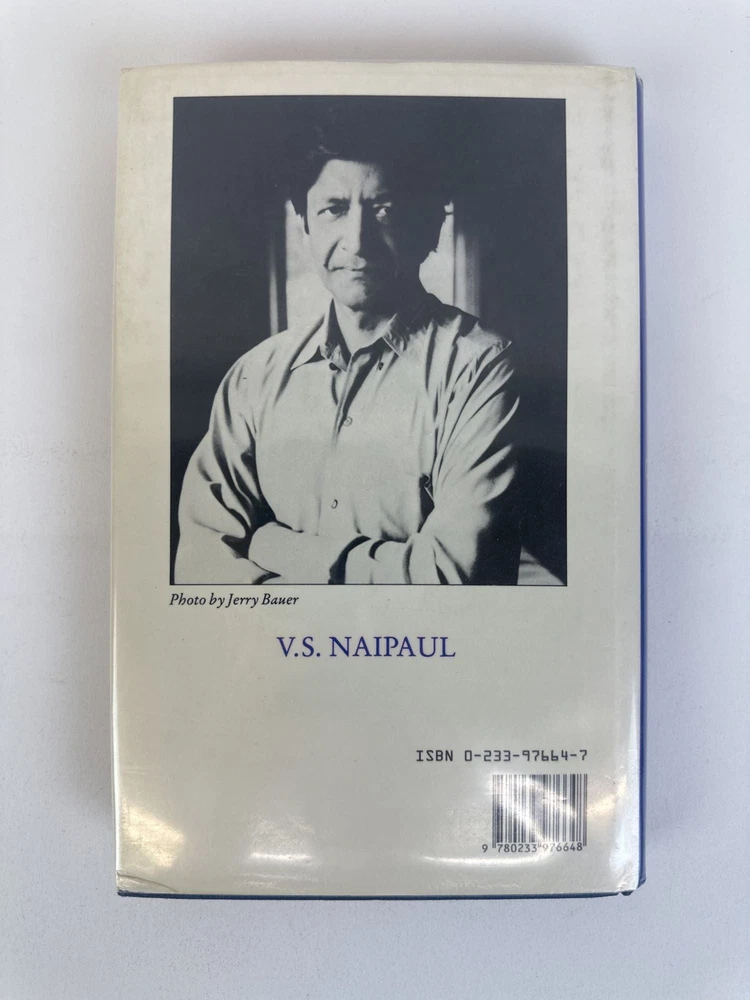 Photo by Jerry Bauer
V.S. NAIPAUL
ISBN 0-233-97664-7
9 780233 976648